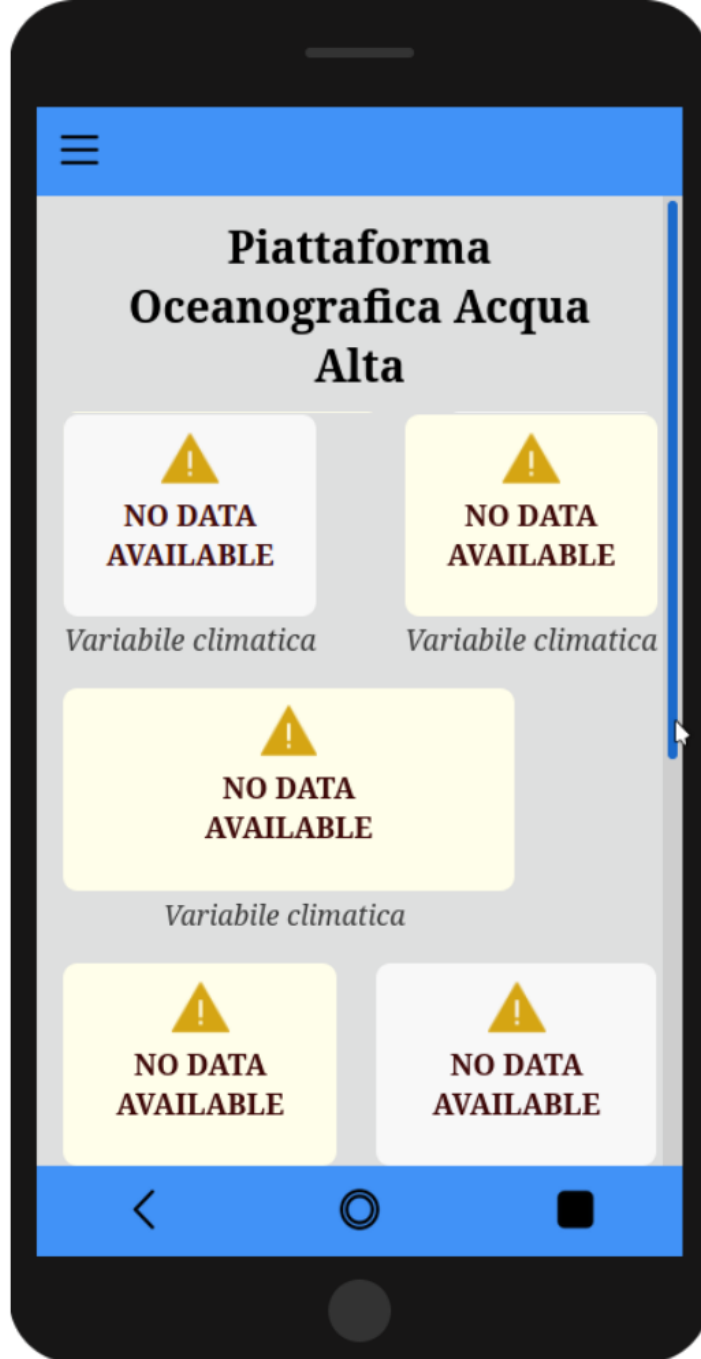 Piattaforma
Oceanografica Acqua
Alta
NO DATA
AVAILABLE
Variabile climatica
NO DATA
AVAILABLE
Variabile climatica
NO DATA
AVAILABLE
Variabile climatica
NO DATA
AVAILABLE
NO DATA
AVAILABLE